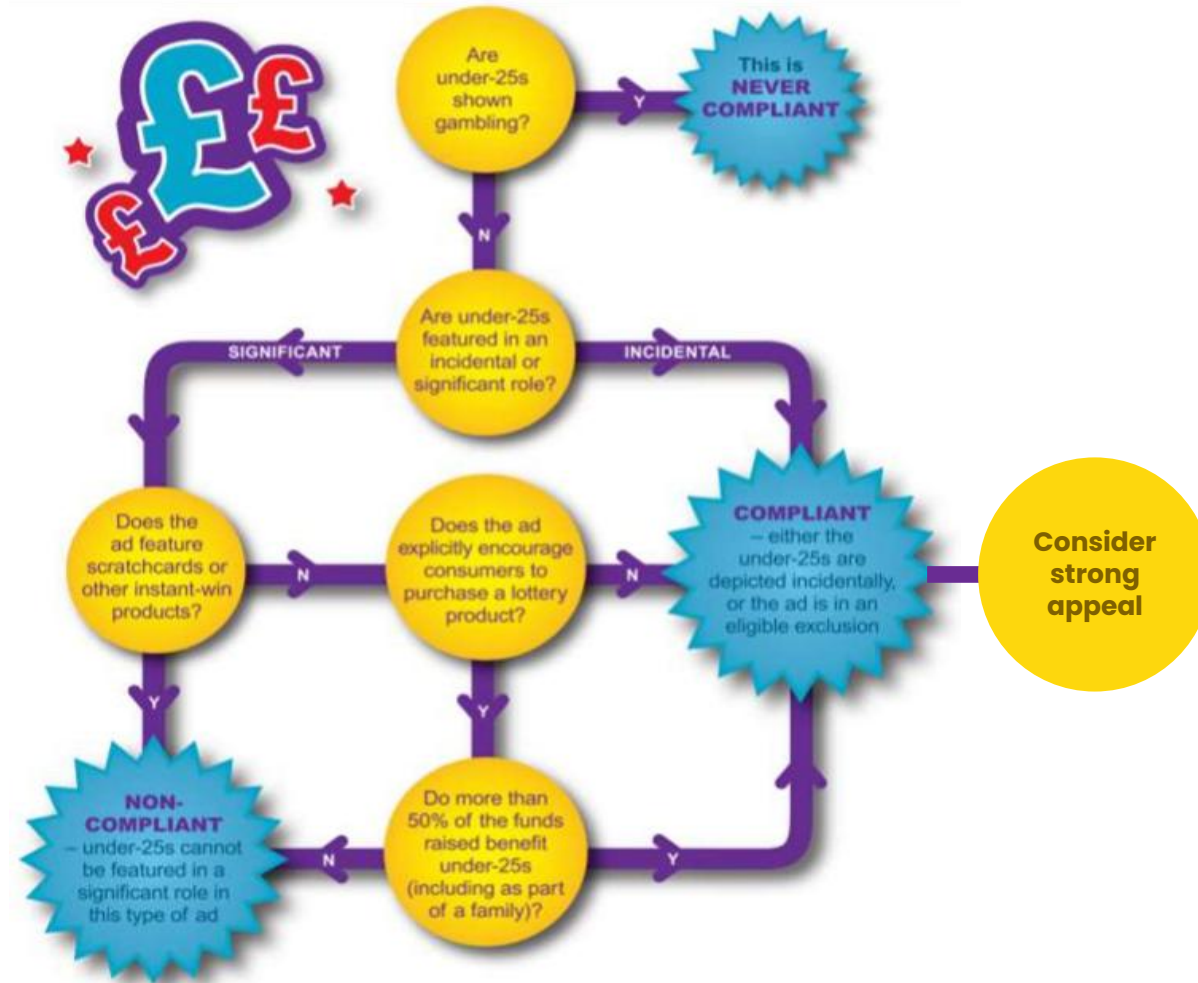 Are
under-25s
shown
gambling?
Y
This is
NEVER
COMPLIANT
N
Are under-25s
featured in an
incidental or
significant role?
SIGNIFICANT
INCIDENTAL
Does the
ad feature
scratchcards or
other instant-win
products?
N
Does the ad
explicitly encourage
consumers to
purchase a lottery
product?
N
COMPLIANT
– either the
under-25s are
depicted incidentally,
or the ad is in an
eligible exclusion
Consider
strong
appeal
Y
Y
NON-
COMPLIANT
– under-25s cannot
be featured in a
significant role in
this type of ad
N
Do more than
50% of the funds
raised benefit
under-25s
(including as part
of a family)?
Y
£
£
£